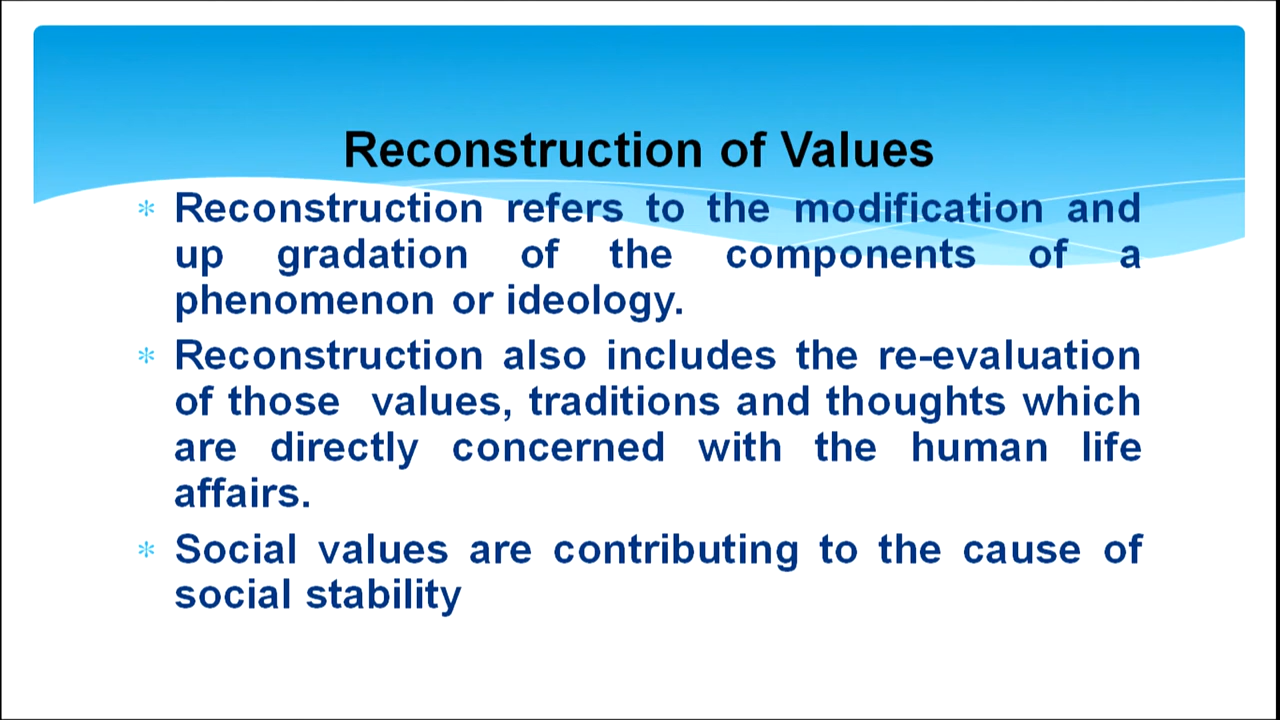 Reconstruction of Values
* Reconstruction refers to the modification and
up gradation of the components of a
phenomenon or ideology.
* Reconstruction also includes the re-evaluation
of those values, traditions and thoughts which
are directly concerned with the human life
affairs.
* Social values are contributing to the cause of
social stability